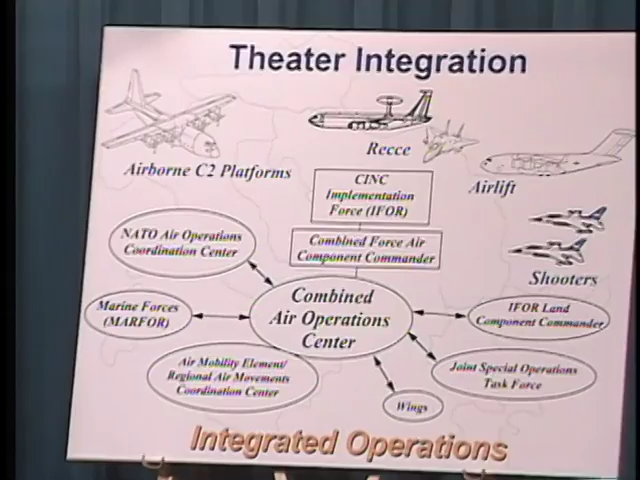 Theater Integration
Recce
Airborne C2 Platforms
Airlift
CINC
Implementation
Force (IFOR)
Shooters
NATO Air Operations
Coordination Center
Combined Force Air
Component Commander
Marine Forces
(MARFOR)
Combined
Air Operations
Center
IFOR Land
Component Commander
Air Mobility Element/
Regional Air Movements
Coordination Center
Joint Special Operations
Task Force
Wings
Integrated Operations